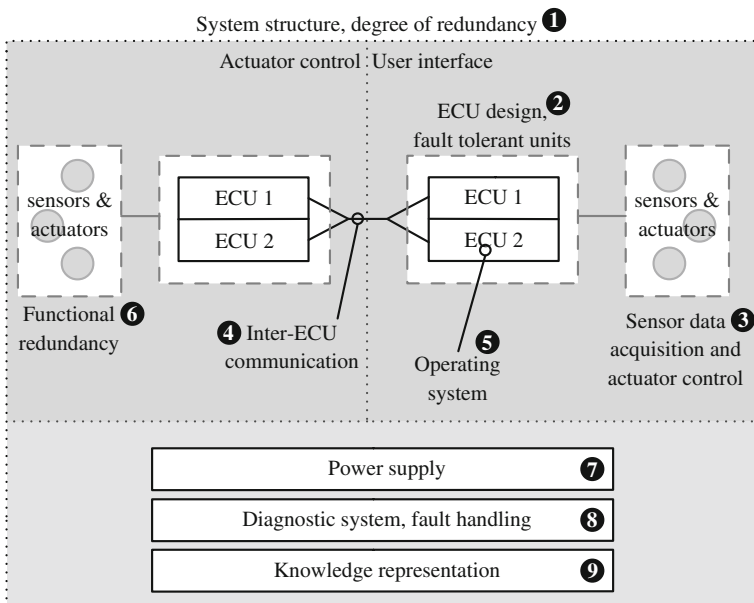 System structure, degree of redundancy 1
Actuator control
User interface
ECU design, 2
fault tolerant units
sensors &
actuators
ECU 1
ECU 2
ECU 1
ECU 2
sensors &
actuators
Functional 6
redundancy
4 Inter-ECU
communication
5
Operating
system
Sensor data
acquisition and 3
actuator control
Power supply 7
Diagnostic system, fault handling 8
Knowledge representation 9